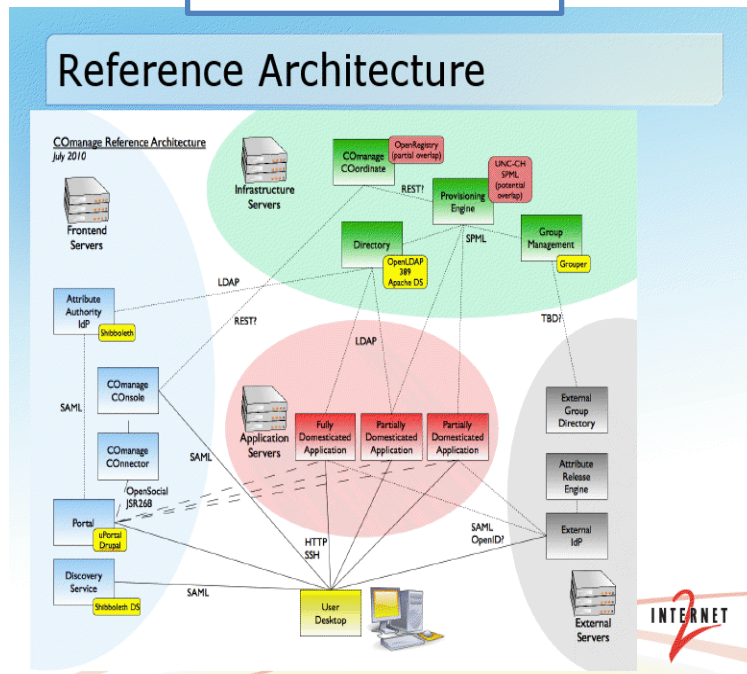 Reference Architecture
COmanage Reference Architecture
July 2010
Frontend
Servers
Infrastructure
Servers
COmanage
COordinate
OpenRegistry
(partial overlap)
REST?
Provisioning
Engine
UNC-CH
SPML
(potential
overlap)
Directory
OpenLDAP
389
Apache DS
SPML
Group
Management
Grouper
LDAP
Attribute
Authority
IdP
Shibboleth
REST?
TBD?
LDAP
SAML
COmanage
COnsole
Application
Servers
Fully
Domesticated
Application
Partially
Domesticated
Application
Partially
Domesticated
Application
External
Group
Directory
COmanage
COnnector
SAML
Attribute
Release
Engine
OpenSocial
JSR268
Portal
uPortal
Drupal
HTTP
SSH
SAML
OpenID?
External
IdP
Discovery
Service
Shibboleth DS
SAML
User
Desktop
External
Servers
INTERNET
2